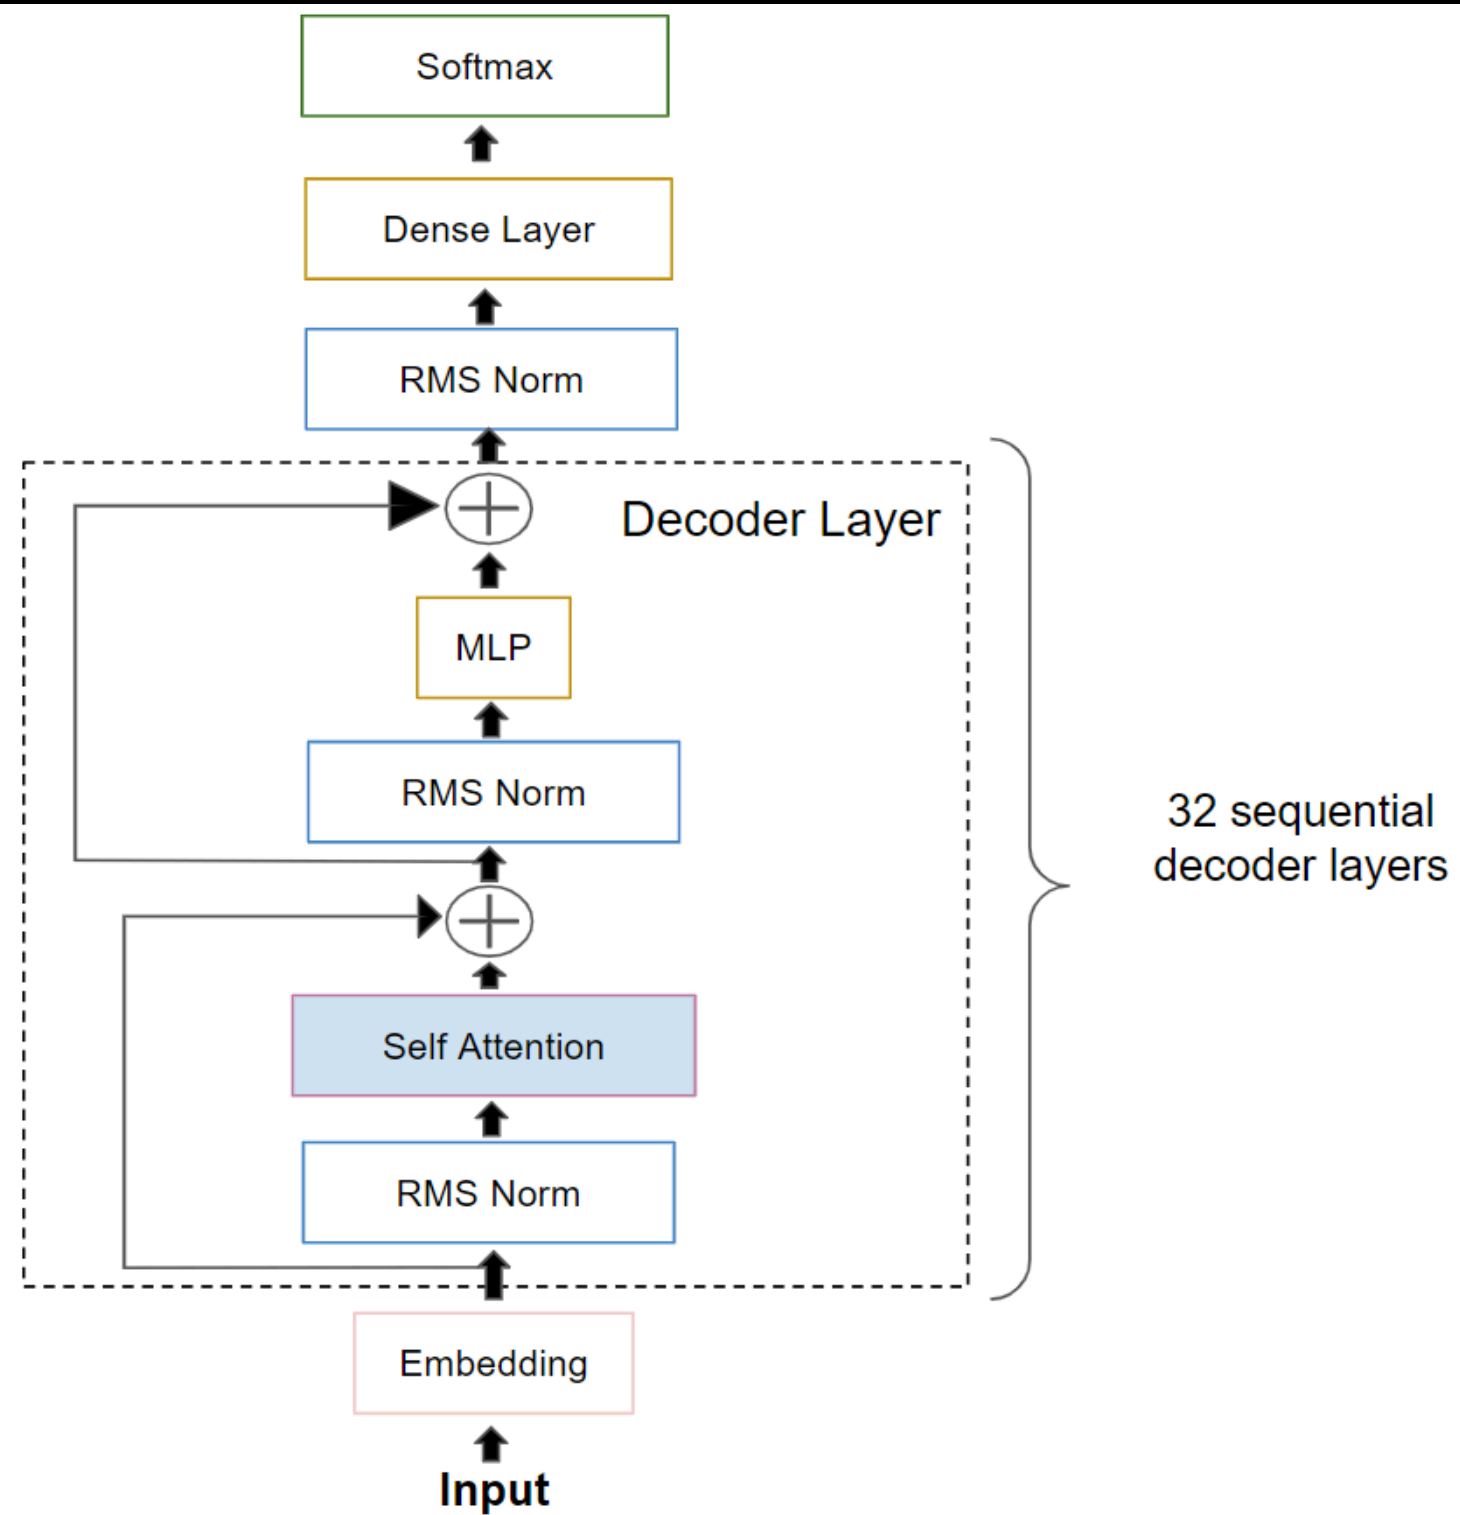 Softmax
Dense Layer
RMS Norm
Decoder Layer
MLP
RMS Norm
32 sequential
decoder layers
Self Attention
RMS Norm
Embedding
Input